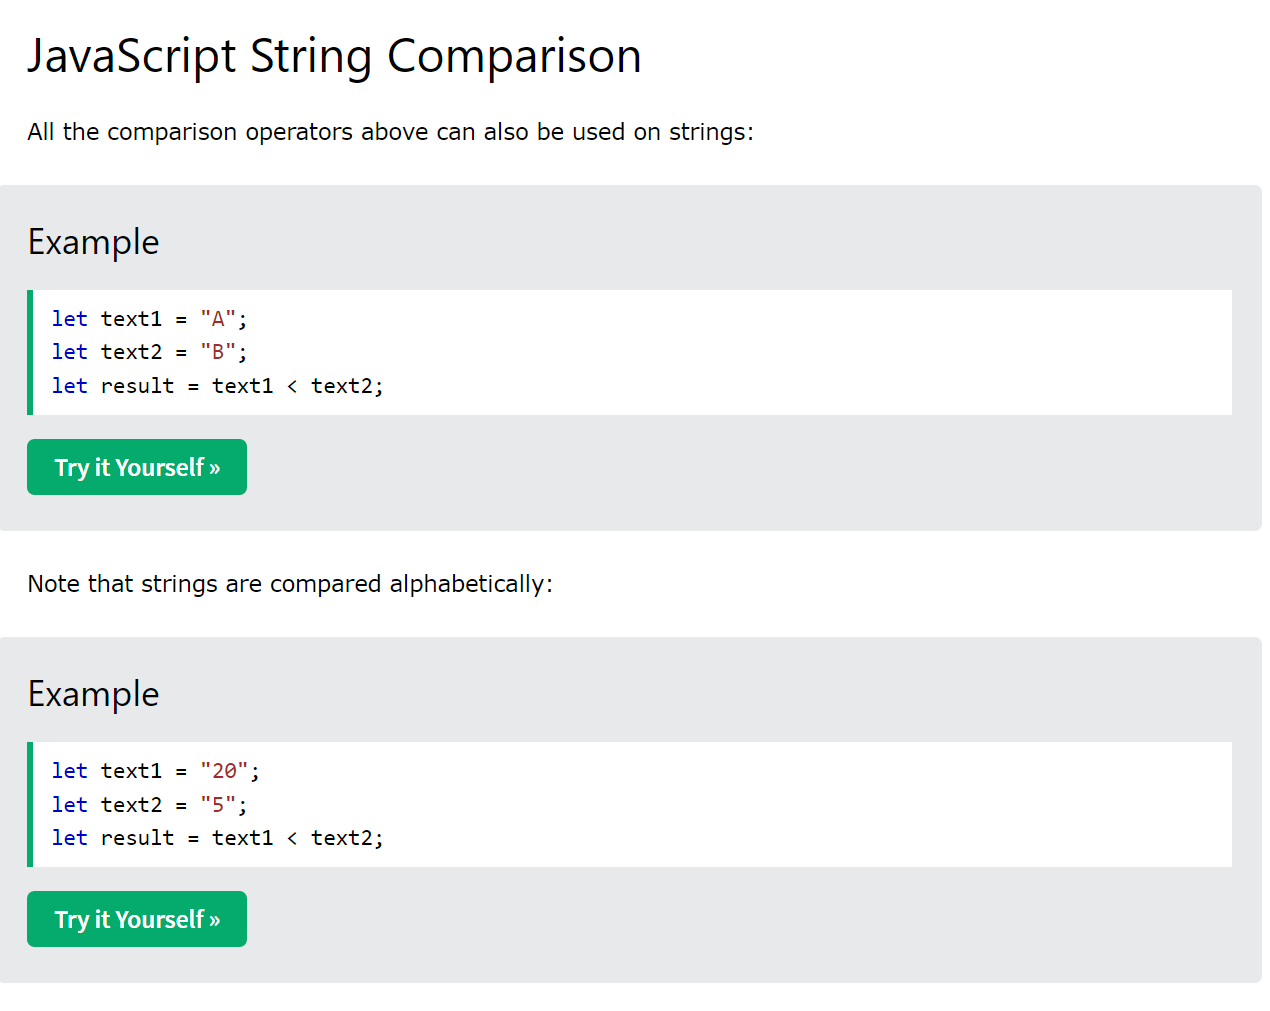 JavaScript String Comparison
All the comparison operators above can also be used on strings:
Example
let text1 = "A";
let text2 = "B";
let result = text1 < text2;
Try it Yourself »
Note that strings are compared alphabetically:
Example
let text1 = "20";
let text2 = "5";
let result = text1 < text2;
Try it Yourself »